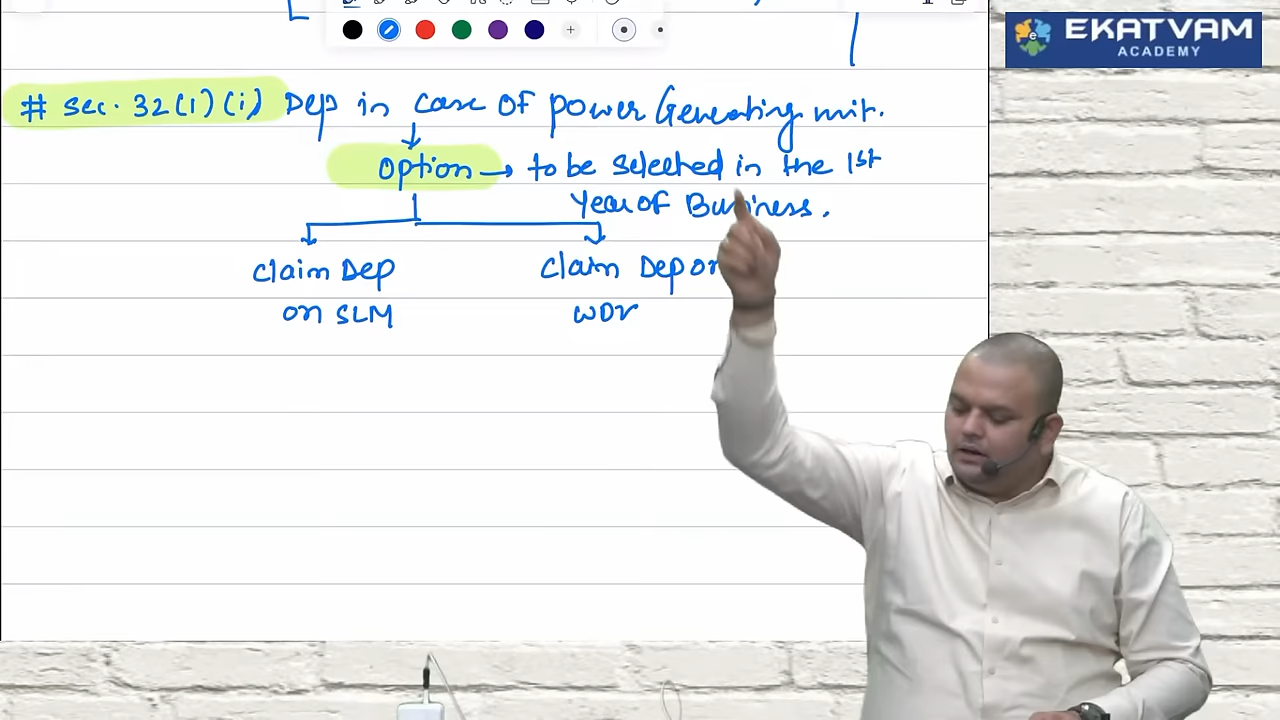 EKATVAM
ACADEMY
# Sec. 32(1)(i) Dep in case of power Generating unit.
Option → to be selected in the 1st
Year of Business.
Claim Dep
on SLM
Claim Dep on
WDV